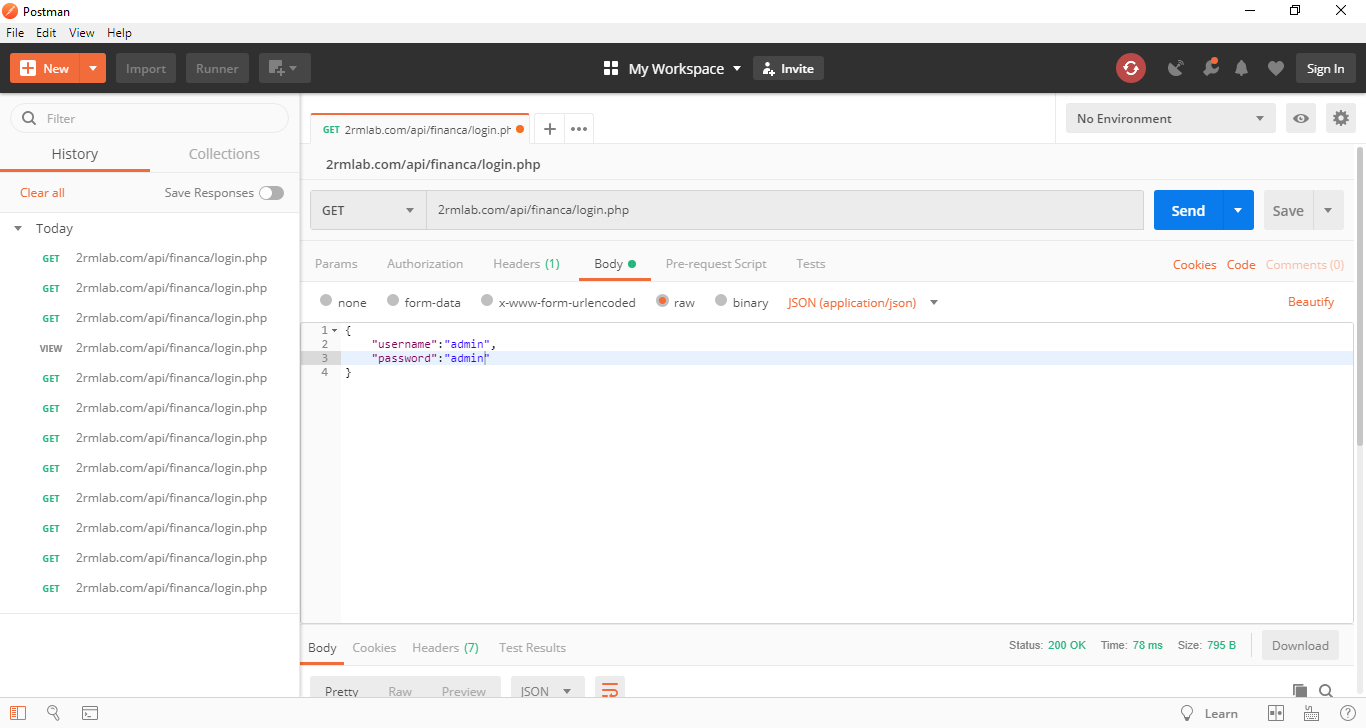 Postman
File Edit View Help
New Import Runner My Workspace Invite Sign In
Filter
History Collections
Clear all Save Responses
Today
GET 2rmlab.com/api/financa/login.php
GET 2rmlab.com/api/financa/login.php
GET 2rmlab.com/api/financa/login.php
VIEW 2rmlab.com/api/financa/login.php
GET 2rmlab.com/api/financa/login.php
GET 2rmlab.com/api/financa/login.php
GET 2rmlab.com/api/financa/login.php
GET 2rmlab.com/api/financa/login.php
GET 2rmlab.com/api/financa/login.php
GET 2rmlab.com/api/financa/login.php
GET 2rmlab.com/api/financa/login.php
GET 2rmlab.com/api/financa/login.php
GET 2rmlab.com/api/financa/login.ph
No Environment
2rmlab.com/api/financa/login.php
GET 2rmlab.com/api/financa/login.php Send Save
Params Authorization Headers (1) Body Pre-request Script Tests Cookies Code Comments (0)
none form-data x-www-form-urlencoded raw binary JSON (application/json) Beautify
1 {
2 "username":"admin",
3 "password":"admin"
4 }
Body Cookies Headers (7) Test Results Status: 200 OK Time: 78 ms Size: 795 B Download
Pretty Raw Preview JSON
Learn